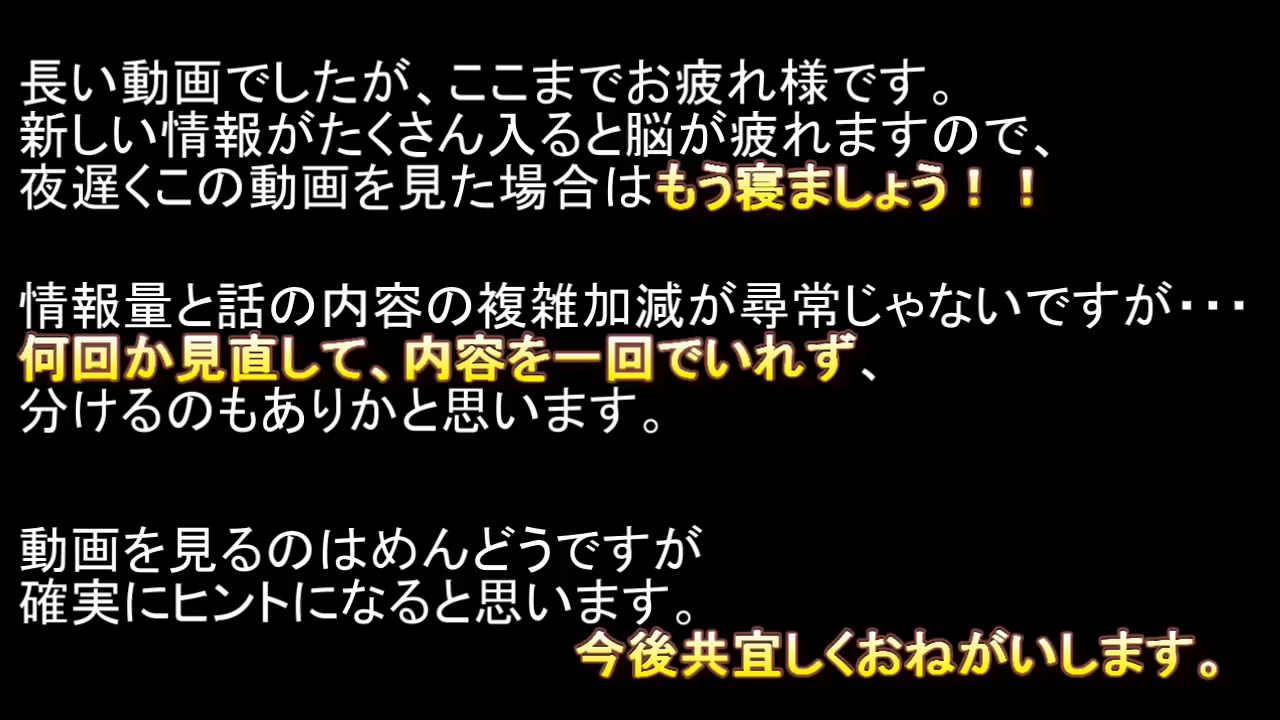 長い動画でしたが、ここまでお疲れ様です。
新しい情報がたくさん入ると脳が疲れますので、
夜遅くこの動画を見た場合はもう寝ましょう！！
情報量と話の内容の複雑加減が尋常じゃないですが・・・
何回か見直して、内容を一回でいれず、
分けるのもありかと思います。
動画を見るのはめんどうですが
確実にヒントになると思います。
今後共宜しくおねがいします。